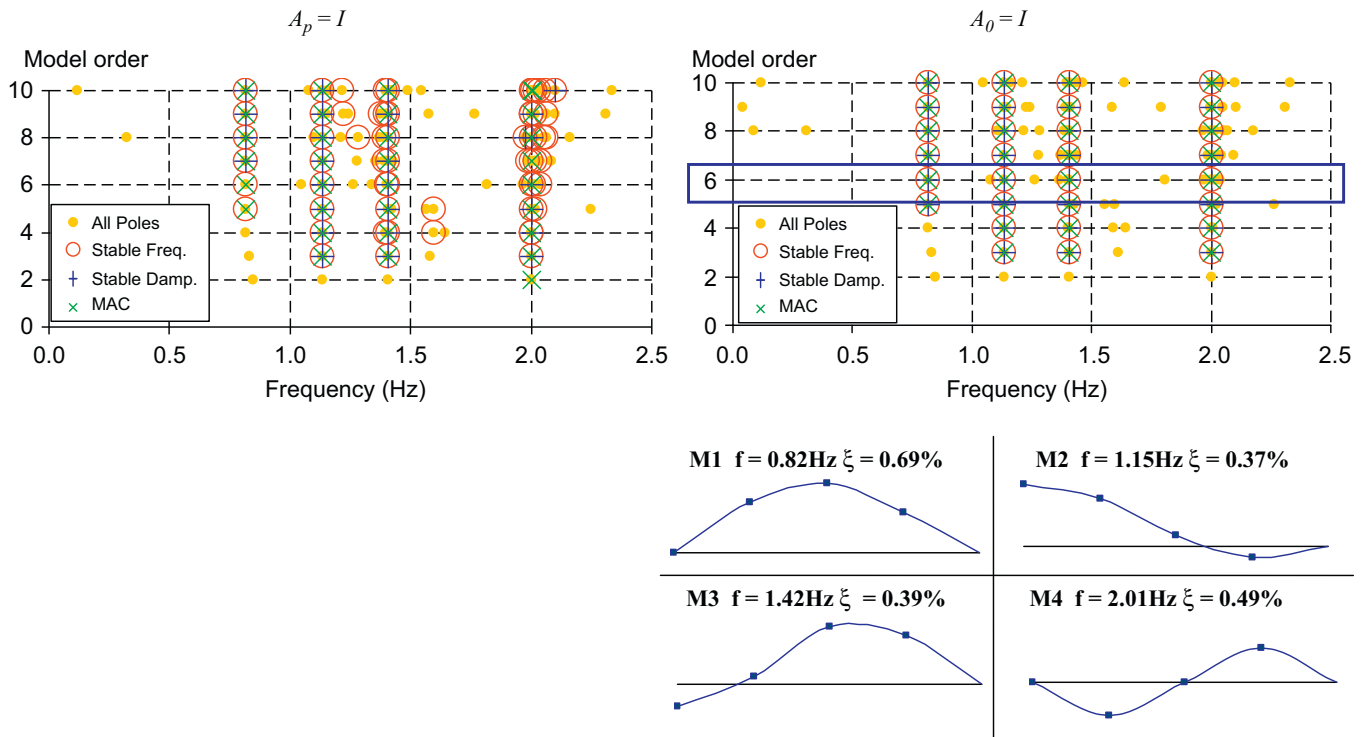 A_p = I
Model order
10
8
6
4
2
0
All Poles
Stable Freq.
Stable Damp.
MAC
0.0 0.5 1.0 1.5 2.0 2.5
Frequency (Hz)
A_0 = I
Model order
10
8
6
4
2
0
All Poles
Stable Freq.
Stable Damp.
MAC
0.0 0.5 1.0 1.5 2.0 2.5
Frequency (Hz)
M1 f = 0.82Hz ξ = 0.69%
M2 f = 1.15Hz ξ = 0.37%
M3 f = 1.42Hz ξ = 0.39%
M4 f = 2.01Hz ξ = 0.49%